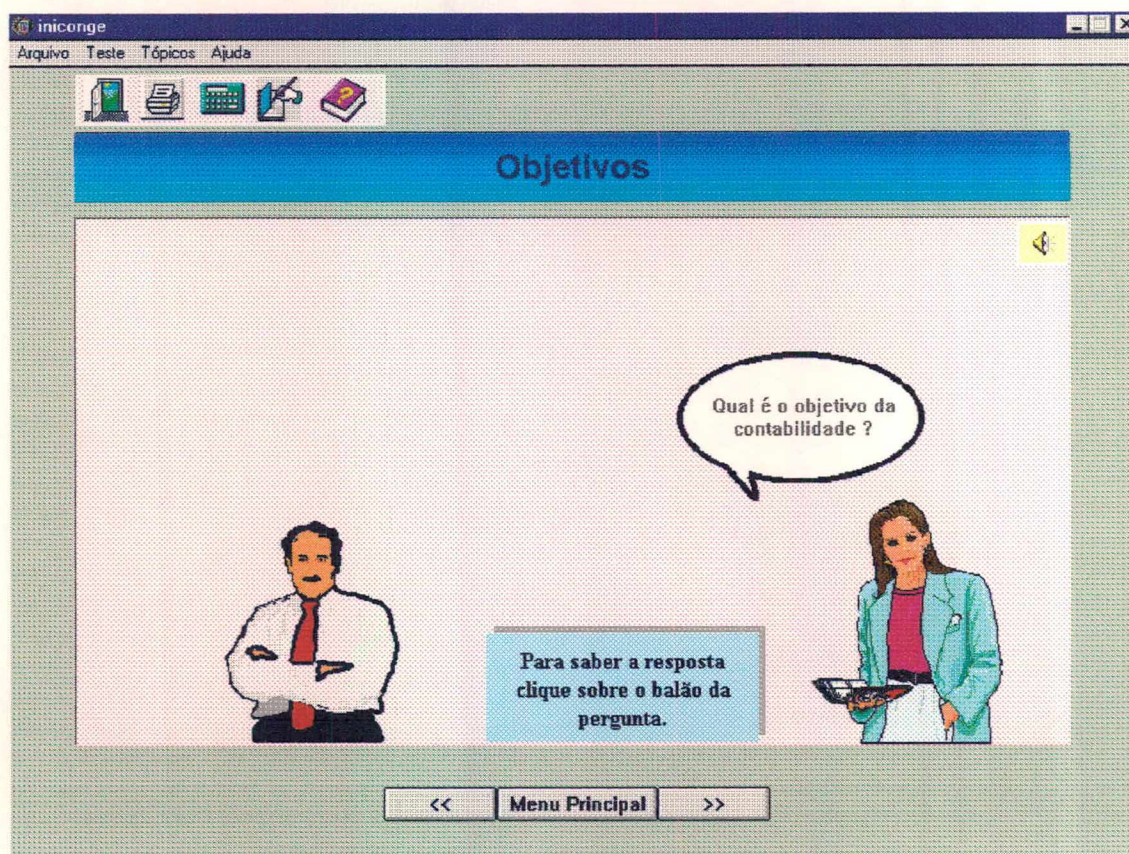 iniconge
Arquivo Teste Tópicos Ajuda
?
Objetivos
Qual é o objetivo da
contabilidade ?
Para saber a resposta
clique sobre o balão da
pergunta.
<< Menu Principal >>